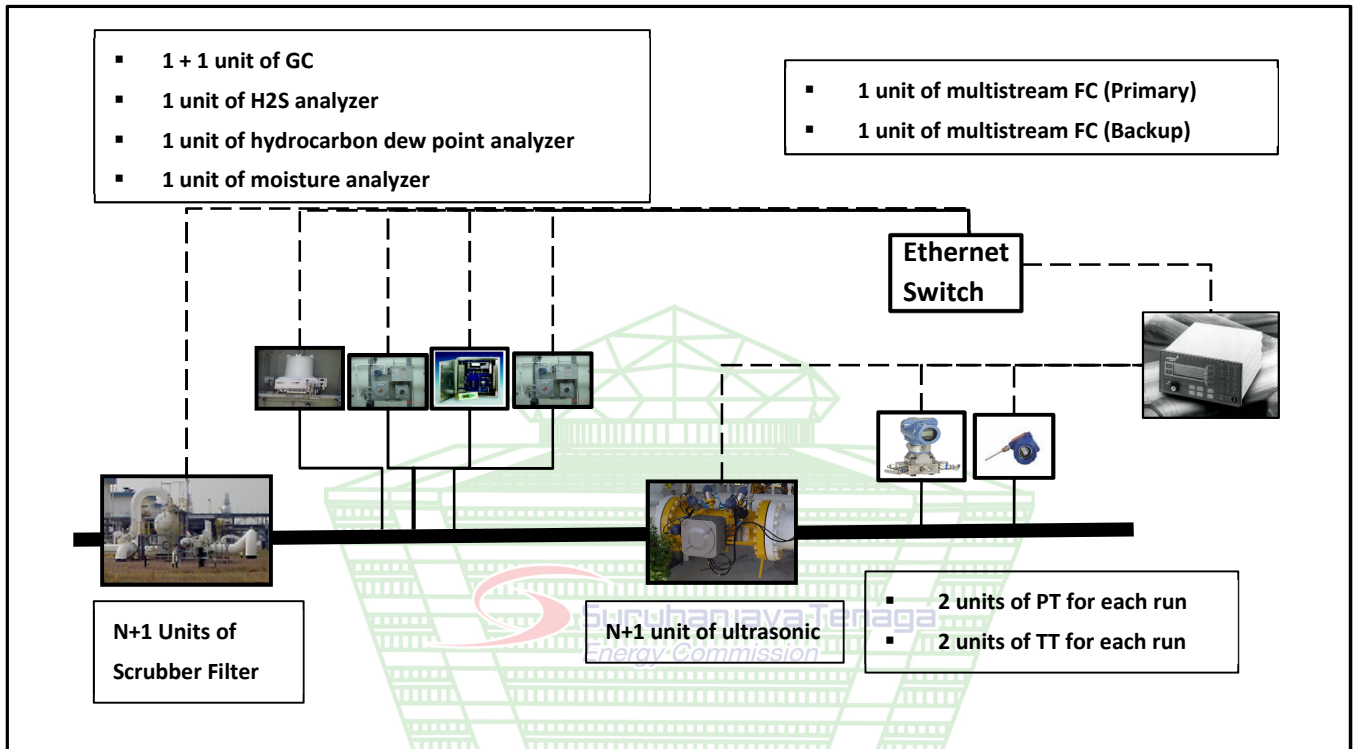 ▪ 1 + 1 unit of GC
▪ 1 unit of H2S analyzer
▪ 1 unit of hydrocarbon dew point analyzer
▪ 1 unit of moisture analyzer
▪ 1 unit of multistream FC (Primary)
▪ 1 unit of multistream FC (Backup)
Ethernet
Switch
N+1 Units of
Scrubber Filter
N+1 unit of ultrasonic
▪ 2 units of PT for each run
▪ 2 units of TT for each run
Suruhanjaya Tenaga
Energy Commission